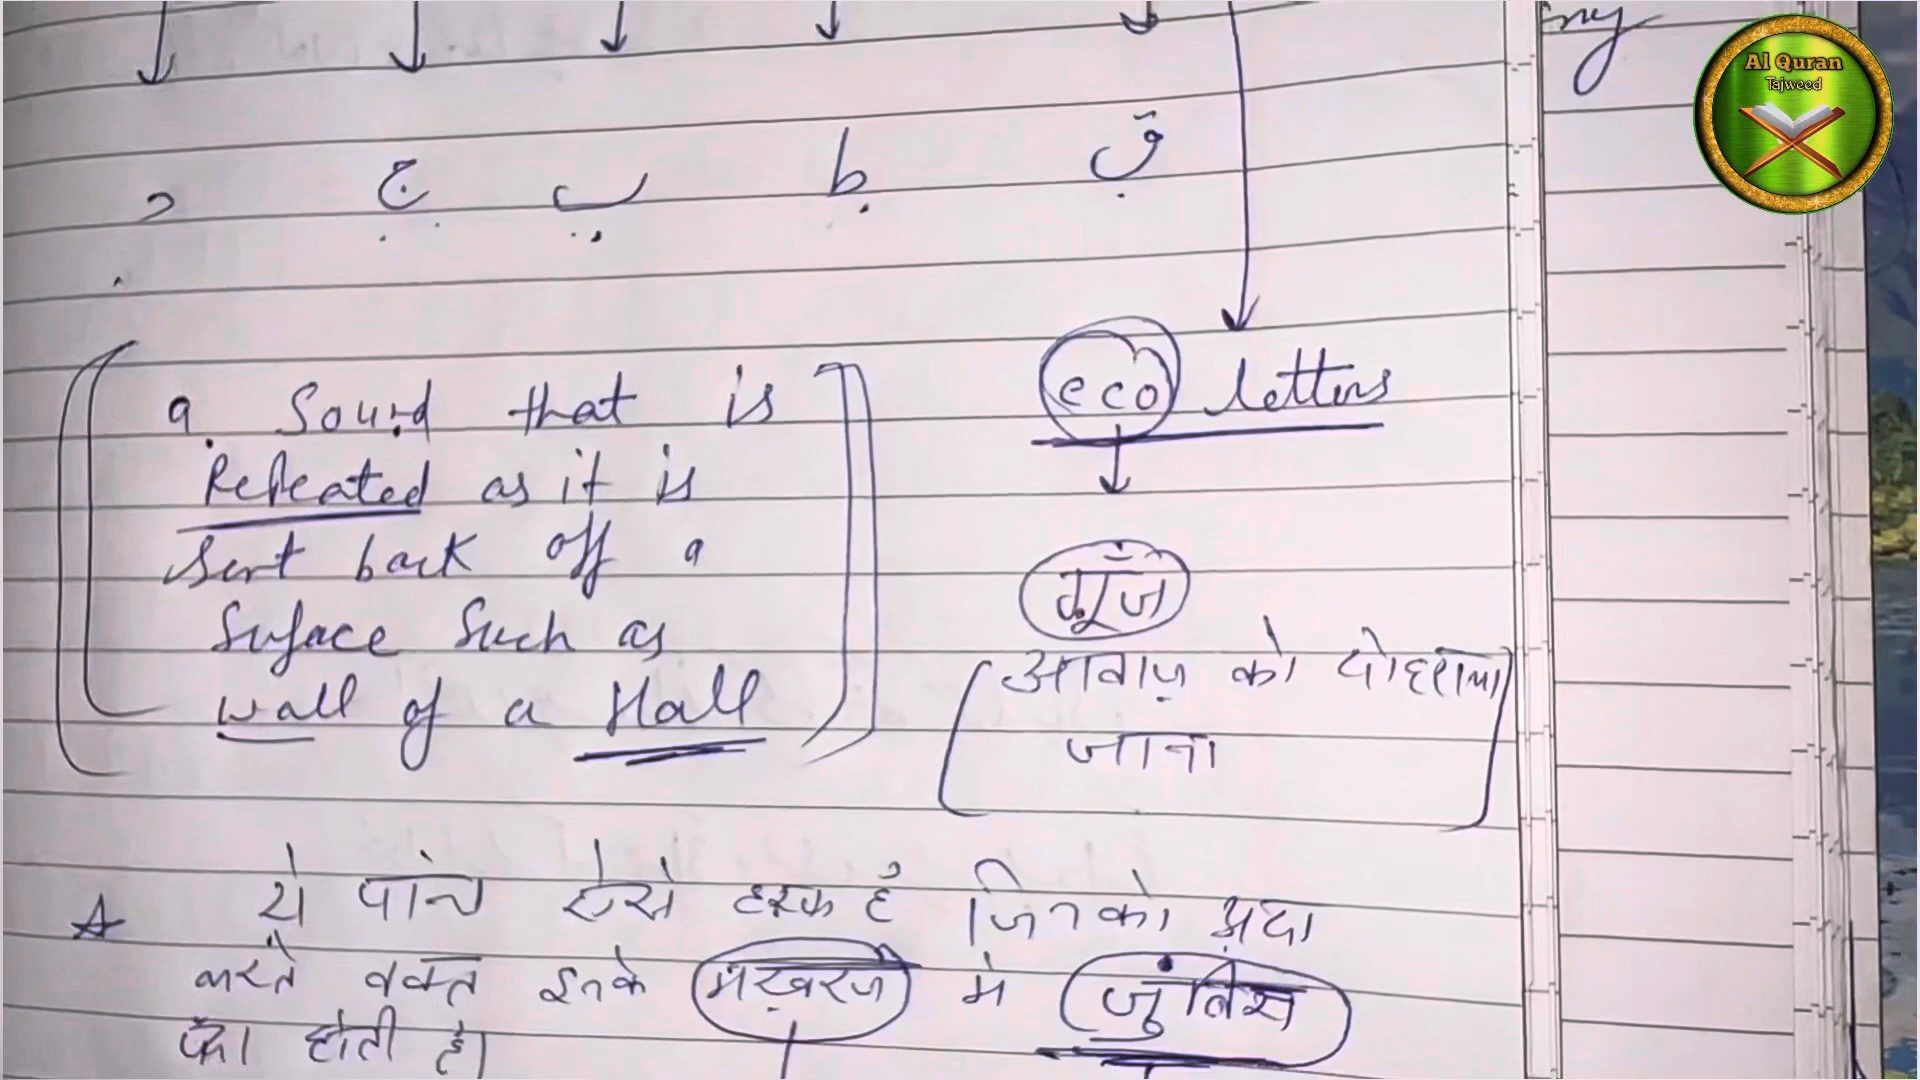 Al Quran
Tajweed
ق ط ب ج د
eco letters
a sound that is
Repeated as it is
sent back off a
Suface Such as
wall of a Hall
गूंज
आवाज़ को दोहराया
जाना
ये पांच ऐसे हरफ हैं जिनको अदा
करते वक्त इनके मख़रज में जुंबिस
पैदा होती है।